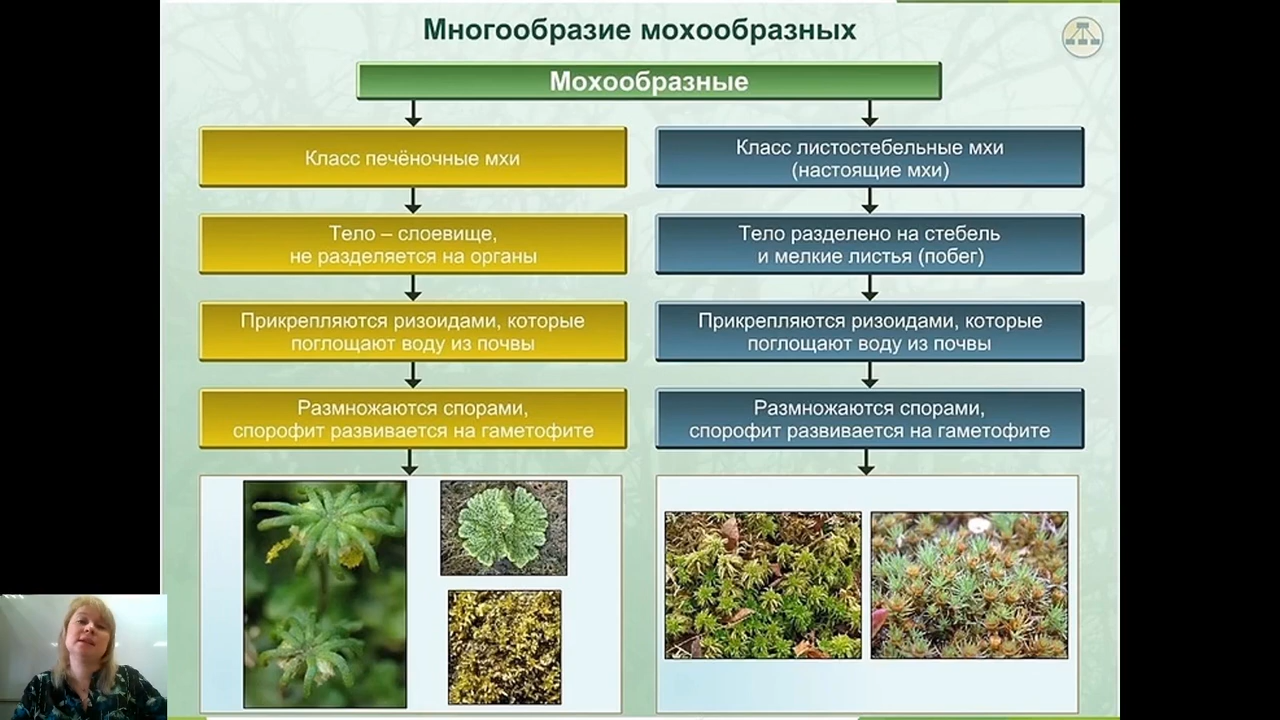 Многообразие мохообразных
Мохообразные
Класс печёночные мхи
Тело – слоевище,
не разделяется на органы
Прикрепляются ризоидами, которые
поглощают воду из почвы
Размножаются спорами,
спорофит развивается на гаметофите
Класс листостебельные мхи
(настоящие мхи)
Тело разделено на стебель
и мелкие листья (побег)
Прикрепляются ризоидами, которые
поглощают воду из почвы
Размножаются спорами,
спорофит развивается на гаметофите